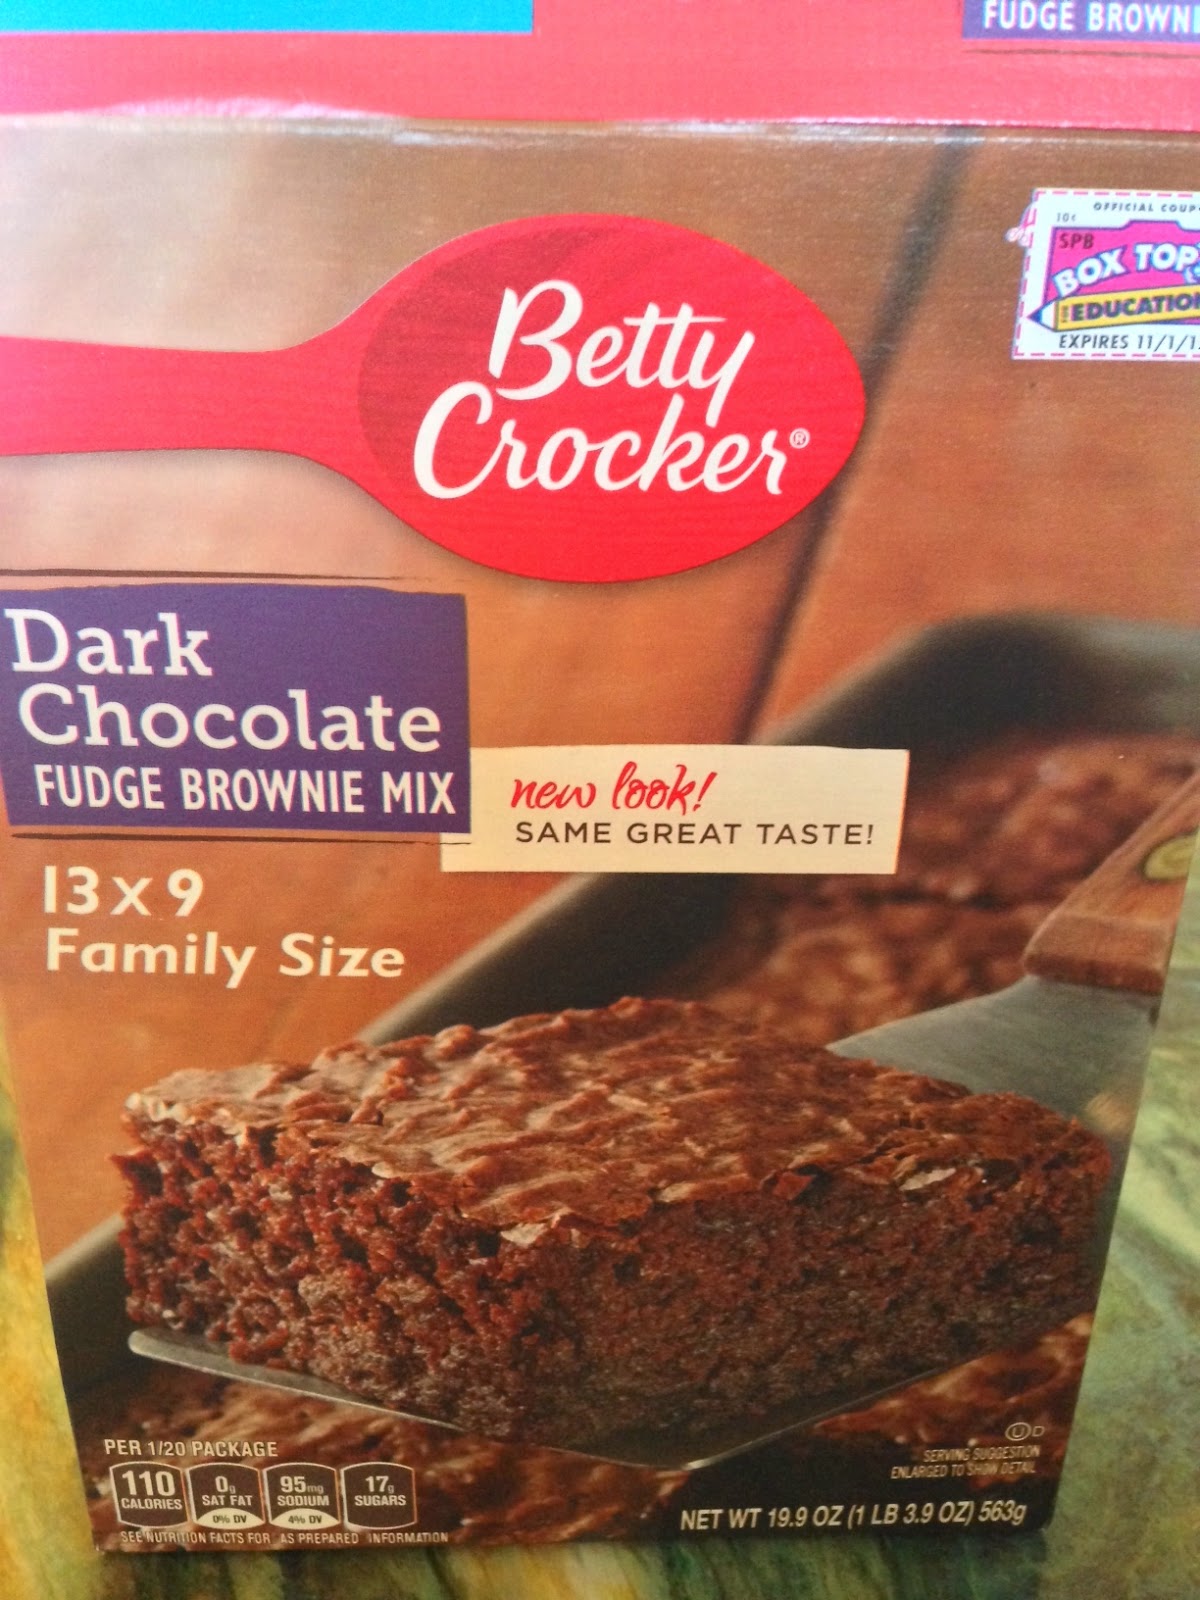 FUDGE BROWNI
OFFICIAL COUP
10¢
SPB
BOX TOP
FOR EDUCATIO
EXPIRES 11/1/1
Betty
Crocker®
Dark
Chocolate
FUDGE BROWNIE MIX
new look!
SAME GREAT TASTE!
13 x 9
Family Size
PER 1/20 PACKAGE
110 CALORIES
0g SAT FAT 0% DV
95mg SODIUM 4% DV
17g SUGARS
SEE NUTRITION FACTS FOR AS PREPARED INFORMATION
U D
SERVING SUGGESTION
ENLARGED TO SHOW DETAIL
NET WT 19.9 OZ (1 LB 3.9 OZ) 563g